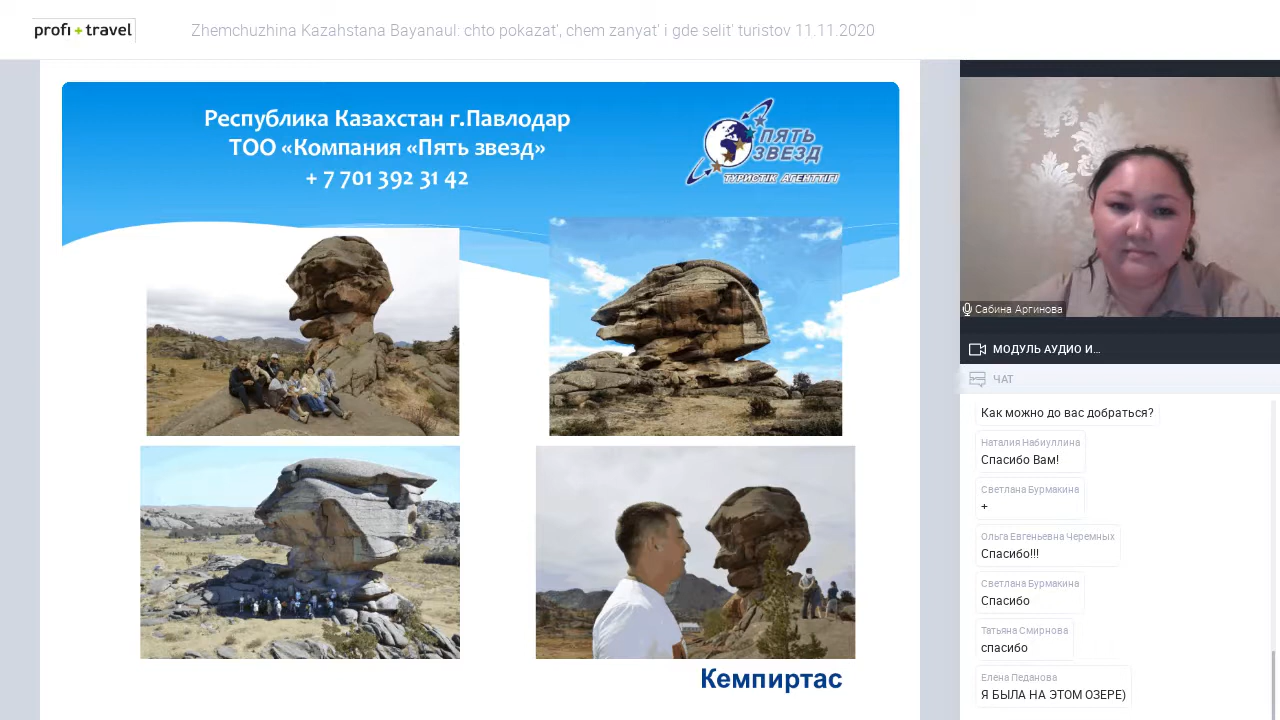 profi + travel
Zhemchuzhina Kazahstana Bayanaul: chto pokazat', chem zanyat' i gde selit' turistov 11.11.2020
Республика Казахстан г.Павлодар
ТОО «Компания «Пять звезд»
+ 7 701 392 31 42
ПЯТЬ
ЗВЕЗД
ТУРИСТІК АГЕНТТІГІ
Кемпиртас
Сабина Аргинова
МОДУЛЬ АУДИО И...
ЧАТ
Как можно до вас добраться?
Наталия Набиуллина
Спасибо Вам!
Светлана Бурмакина
+
Ольга Евгеньевна Черемных
Спасибо!!!
Светлана Бурмакина
Спасибо
Татьяна Смирнова
спасибо
Елена Педанова
Я БЫЛА НА ЭТОМ ОЗЕРЕ)